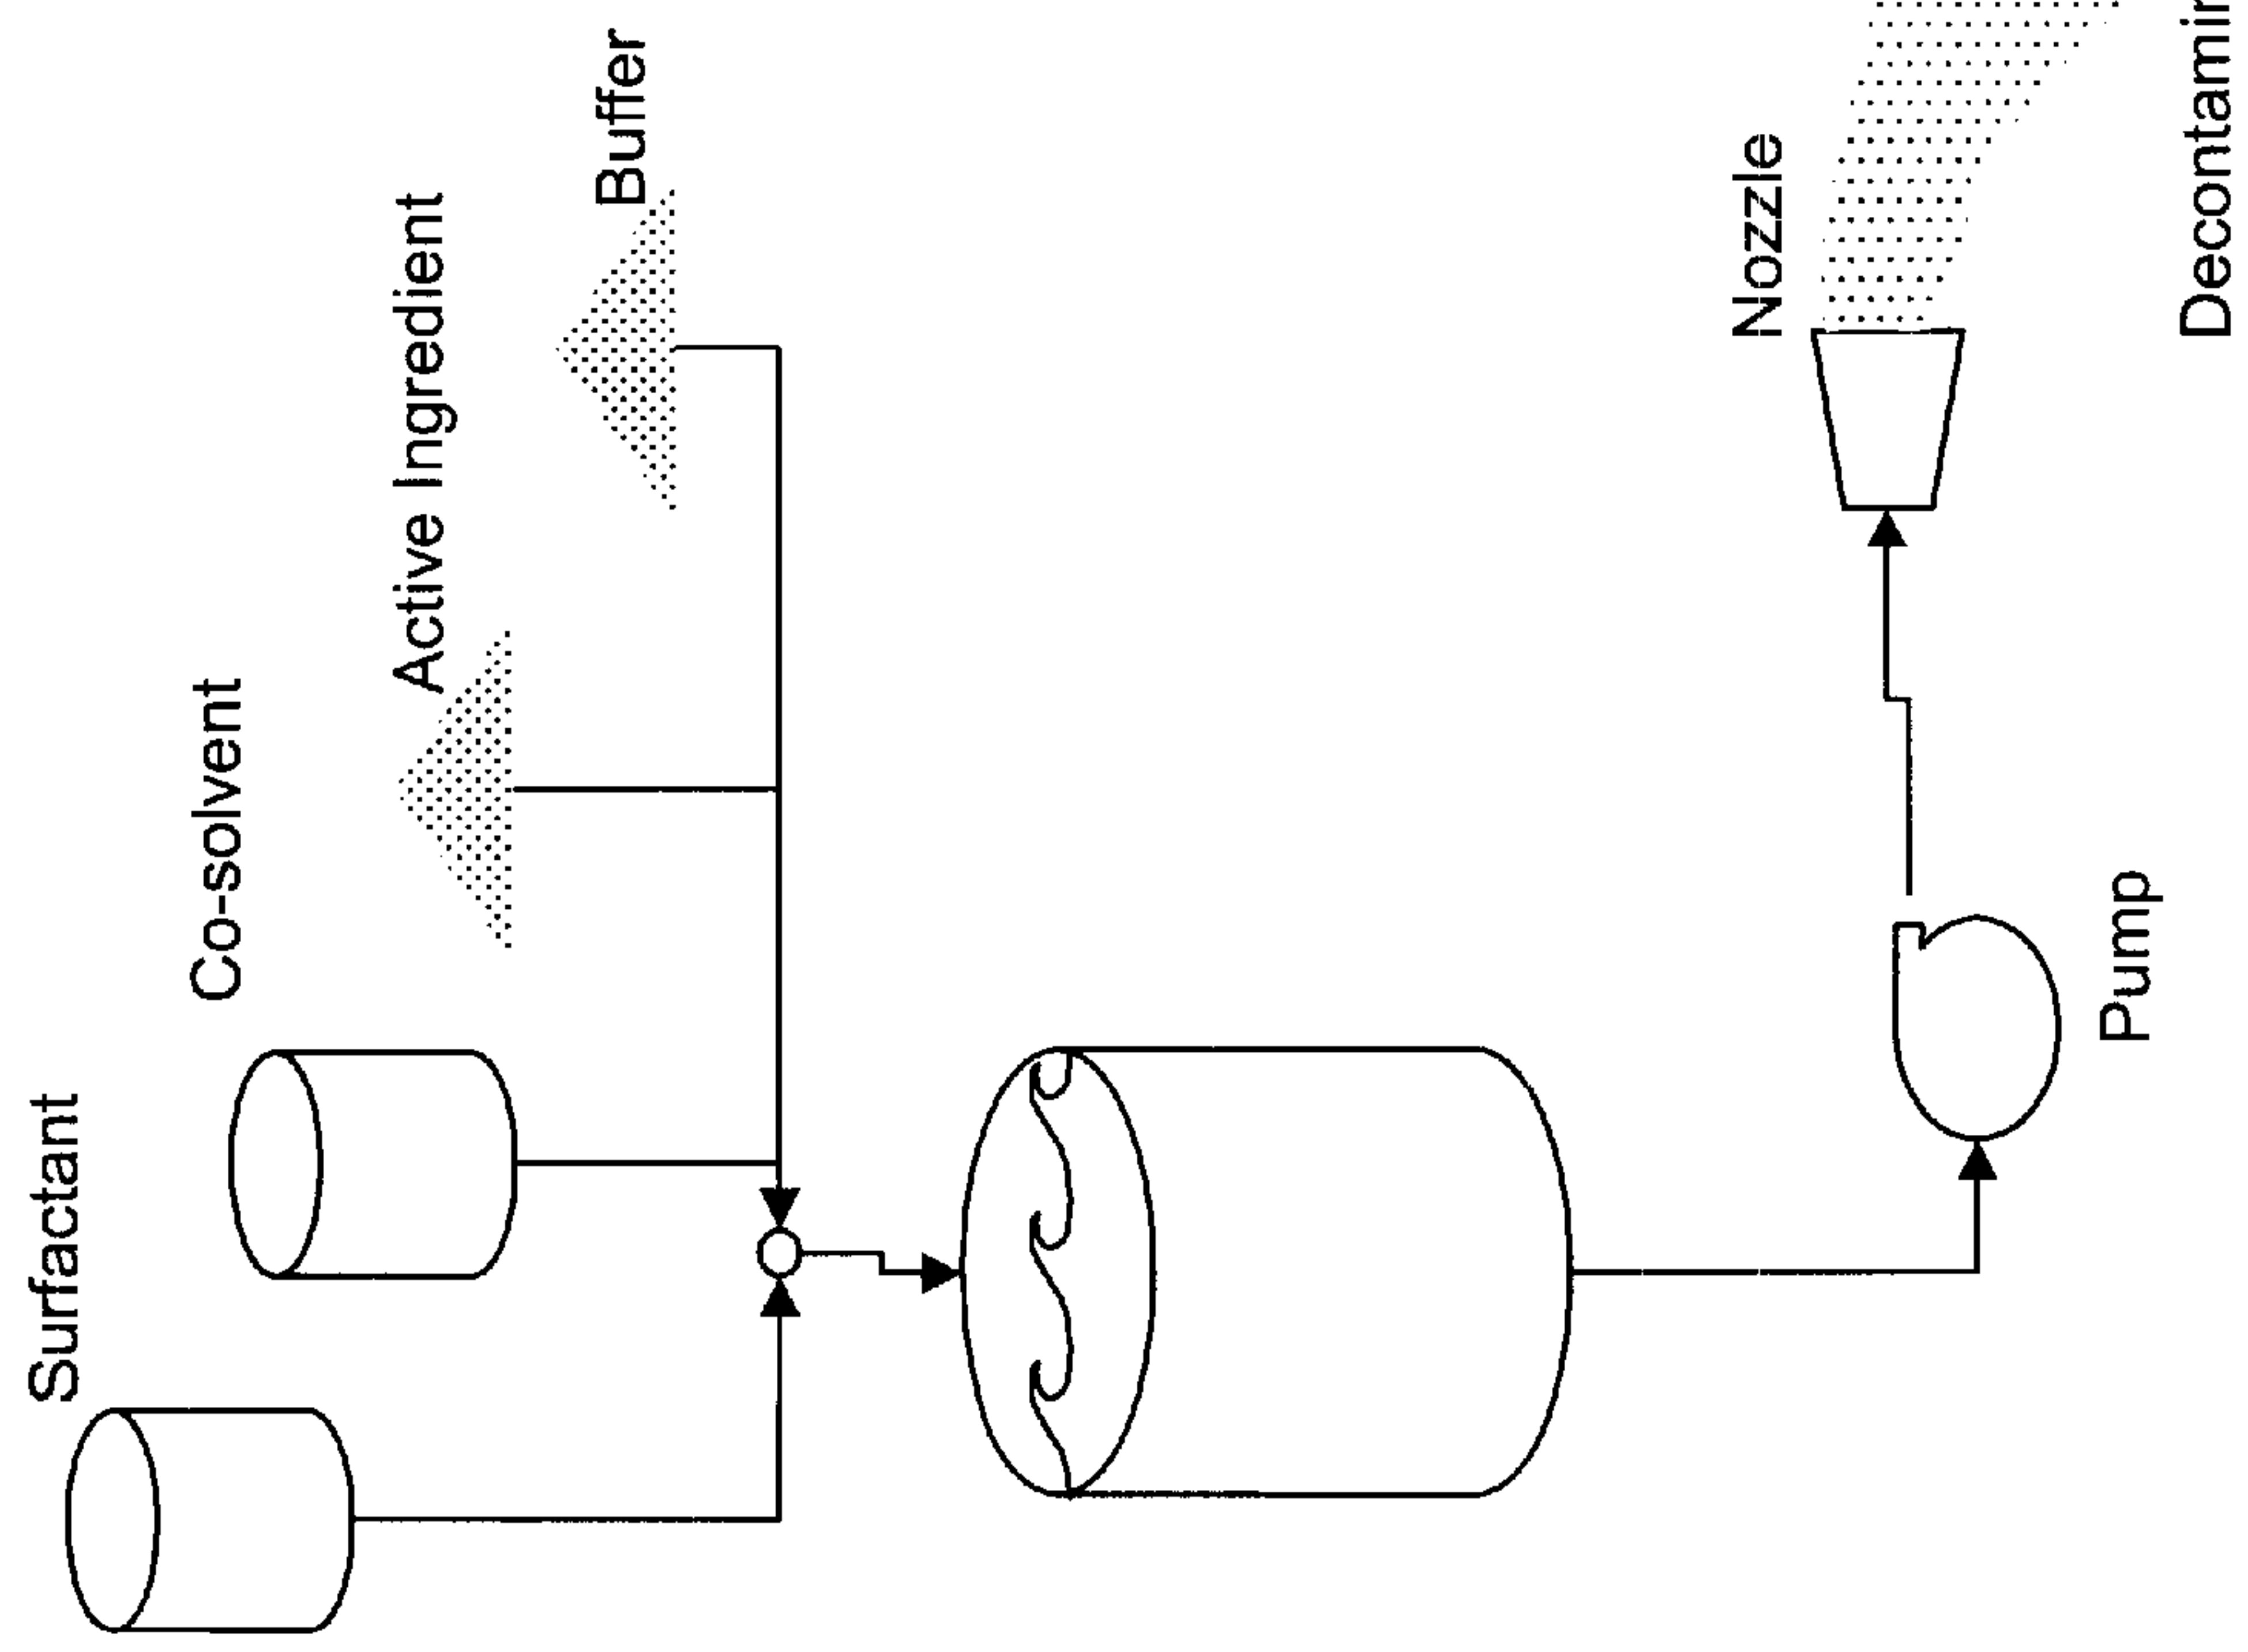 Surfactant
Co-solvent
Active Ingredient
Buffer
Nozzle
Pump